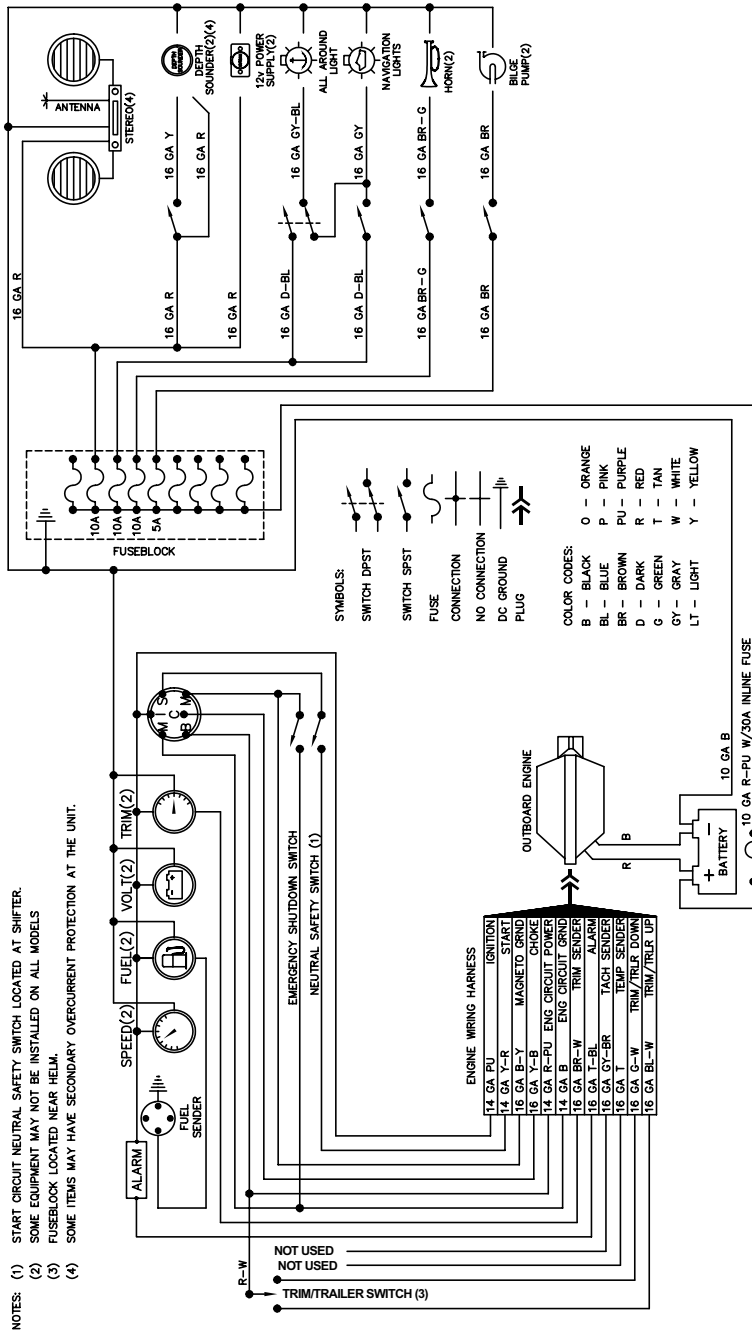 NOTES: (1) START CIRCUIT NEUTRAL SAFETY SWITCH LOCATED AT SHIFTER.
(2) SOME EQUIPMENT MAY NOT BE INSTALLED ON ALL MODELS
(3) FUSEBLOCK LOCATED NEAR HELM.
(4) SOME ITEMS MAY HAVE SECONDARY OVERCURRENT PROTECTION AT THE UNIT.
ALARM
FUEL SENDER
SPEED(2)
FUEL(2)
VOLT(2)
TRIM(2)
M
I
S
C
B
M
EMERGENCY SHUTDOWN SWITCH
NEUTRAL SAFETY SWITCH (1)
R-W
NOT USED
NOT USED
TRIM/TRAILER SWITCH (3)
ENGINE WIRING HARNESS
14 GA PU IGNITION
14 GA Y-R START
16 GA B-Y MAGNETO GRND
16 GA Y-B CHOKE
14 GA R-PU ENG CIRCUIT POWER
14 GA B ENG CIRCUIT GRND
16 GA BR-W TRIM SENDER
16 GA T-BL ALARM
16 GA GY-BR TACH SENDER
16 GA T TEMP SENDER
16 GA G-W TRIM/TRLR DOWN
16 GA BL-W TRIM/TRLR UP
OUTBOARD ENGINE
R
B
+
-
BATTERY
10 GA B
10 GA R-PU W/30A INLINE FUSE
FUSEBLOCK
10A
10A
10A
5A
SYMBOLS:
SWITCH DPST
SWITCH SPST
FUSE
CONNECTION
NO CONNECTION
DC GROUND
PLUG
COLOR CODES:
B - BLACK O - ORANGE
BL - BLUE P - PINK
BR - BROWN PU - PURPLE
D - DARK R - RED
G - GREEN T - TAN
GY - GRAY W - WHITE
LT - LIGHT Y - YELLOW
16 GA R
ANTENNA
STEREO(4)
16 GA R
16 GA Y
16 GA R
DEPTH SOUNDER
DEPTH SOUNDER(2)(4)
16 GA R
12v POWER SUPPLY(2)
16 GA D-BL
16 GA GY-BL
ALL AROUND LIGHT
16 GA D-BL
16 GA GY
NAVIGATION LIGHTS
16 GA BR-G
16 GA BR-G
HORN(2)
16 GA BR
16 GA BR
BILGE PUMP(2)